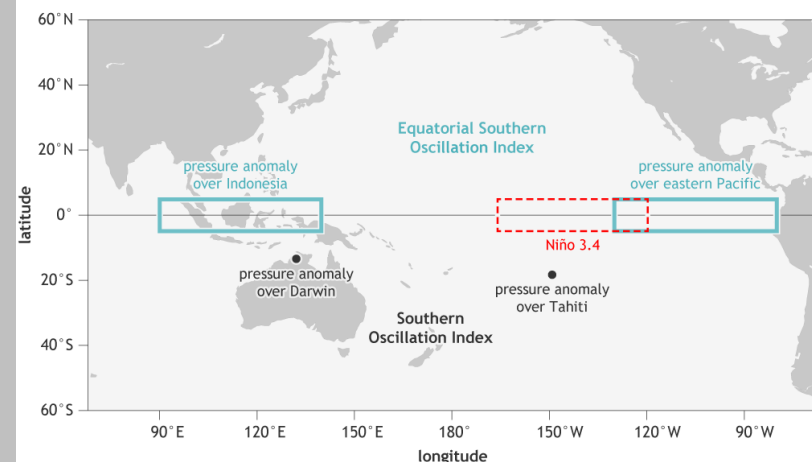 60°N
40°N
20°N
0°
20°S
40°S
60°S
latitude
Equatorial Southern
Oscillation Index
pressure anomaly
over Indonesia
pressure anomaly
over eastern Pacific
Niño 3.4
pressure anomaly
over Darwin
pressure anomaly
over Tahiti
Southern
Oscillation Index
90°E
120°E
150°E
180°
150°W
120°W
90°W
longitude